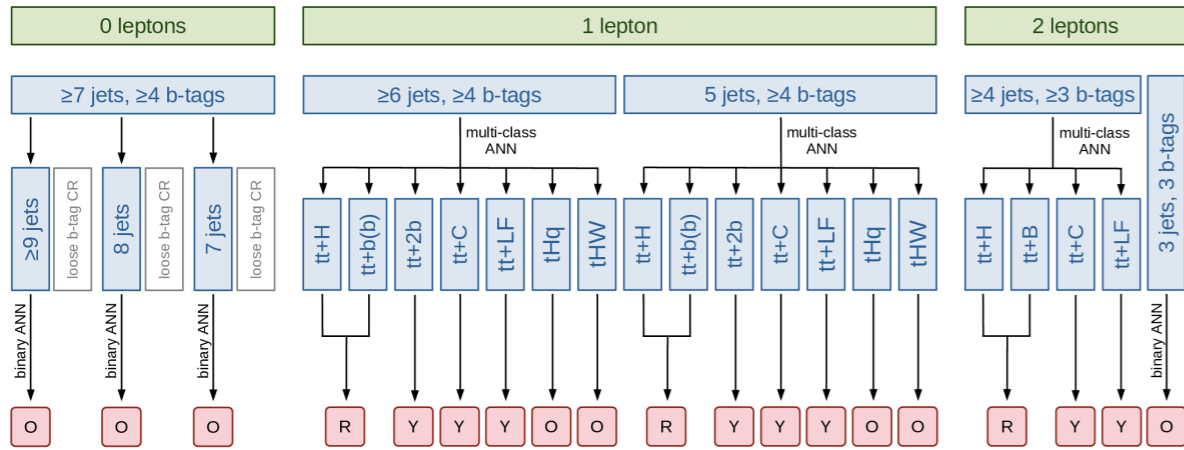 0 leptons
1 lepton
2 leptons
≥7 jets, ≥4 b-tags
≥6 jets, ≥4 b-tags
5 jets, ≥4 b-tags
≥4 jets, ≥3 b-tags
3 jets, 3 b-tags
multi-class
ANN
multi-class
ANN
multi-class
ANN
≥9 jets
loose b-tag CR
8 jets
loose b-tag CR
7 jets
loose b-tag CR
tt+H
tt+b(b)
tt+2b
tt+C
tt+LF
tHq
tHW
tt+H
tt+b(b)
tt+2b
tt+C
tt+LF
tHq
tHW
tt+H
tt+B
tt+C
tt+LF
binary ANN
binary ANN
binary ANN
binary ANN
O
O
O
R
Y
Y
Y
O
O
R
Y
Y
Y
O
O
R
Y
Y
O